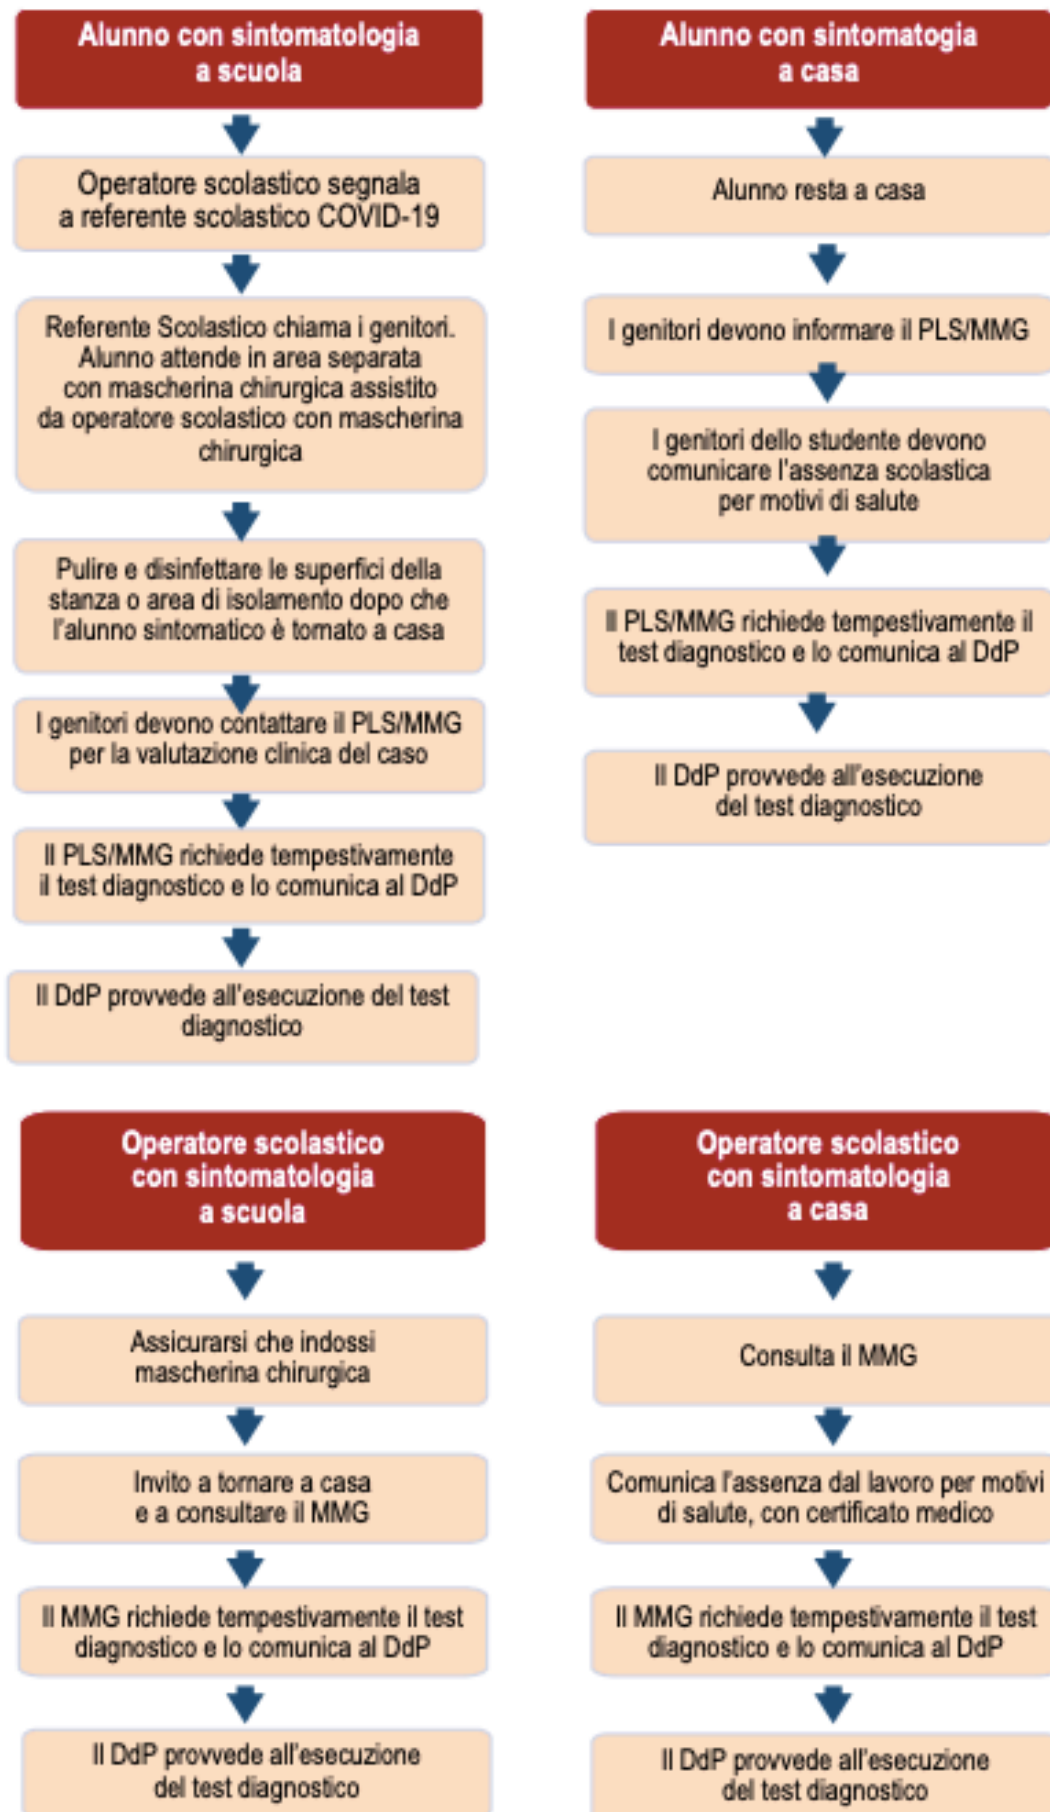 Alunno con sintomatologia
a scuola
Operatore scolastico segnala
a referente scolastico COVID-19
Referente Scolastico chiama i genitori.
Alunno attende in area separata
con mascherina chirurgica assistito
da operatore scolastico con mascherina
chirurgica
Pulire e disinfettare le superfici della
stanza o area di isolamento dopo che
l'alunno sintomatico è tornato a casa
I genitori devono contattare il PLS/MMG
per la valutazione clinica del caso
Il PLS/MMG richiede tempestivamente
il test diagnostico e lo comunica al DdP
Il DdP provvede all'esecuzione del test
diagnostico
Alunno con sintomatogia
a casa
Alunno resta a casa
I genitori devono informare il PLS/MMG
I genitori dello studente devono
comunicare l'assenza scolastica
per motivi di salute
Il PLS/MMG richiede tempestivamente il
test diagnostico e lo comunica al DdP
Il DdP provvede all'esecuzione
del test diagnostico
Operatore scolastico
con sintomatologia
a scuola
Assicurarsi che indossi
mascherina chirurgica
Invito a tornare a casa
e a consultare il MMG
Il MMG richiede tempestivamente il test
diagnostico e lo comunica al DdP
Il DdP provvede all'esecuzione
del test diagnostico
Operatore scolastico
con sintomatologia
a casa
Consulta il MMG
Comunica l'assenza dal lavoro per motivi
di salute, con certificato medico
Il MMG richiede tempestivamente il test
diagnostico e lo comunica al DdP
Il DdP provvede all'esecuzione
del test diagnostico